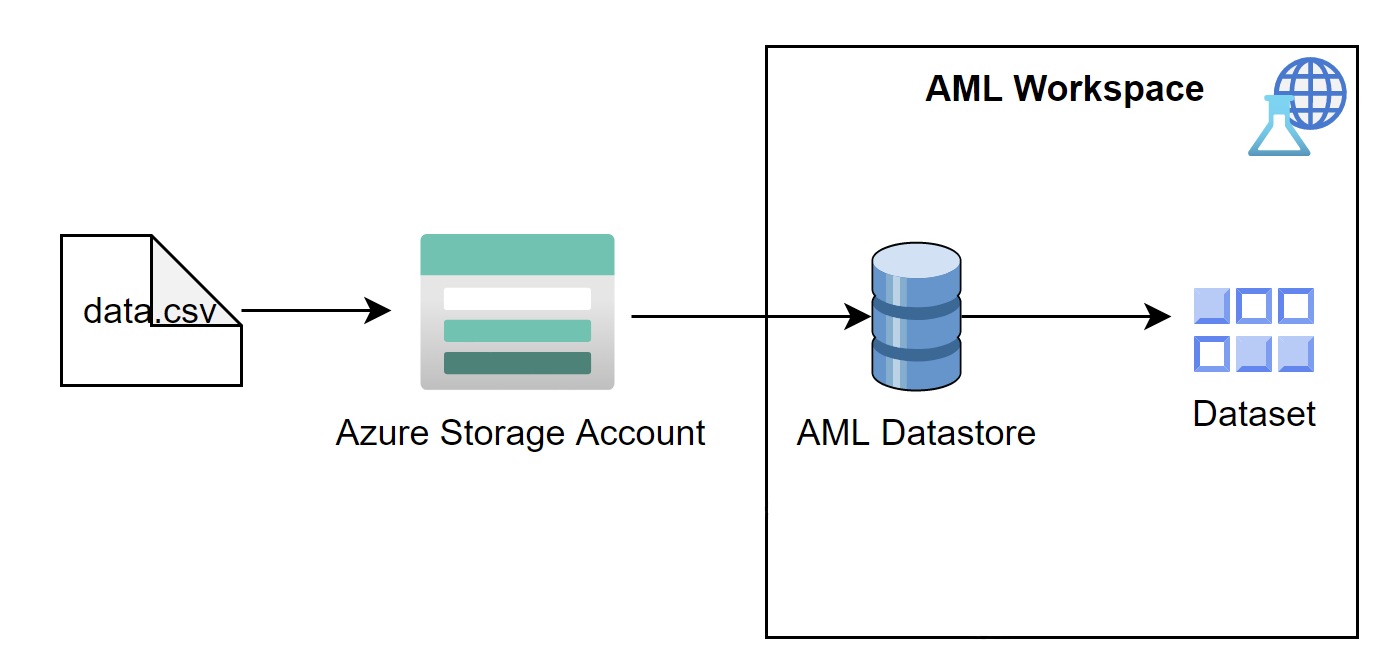 AML Workspace
data.csv
Azure Storage Account
AML Datastore
Dataset